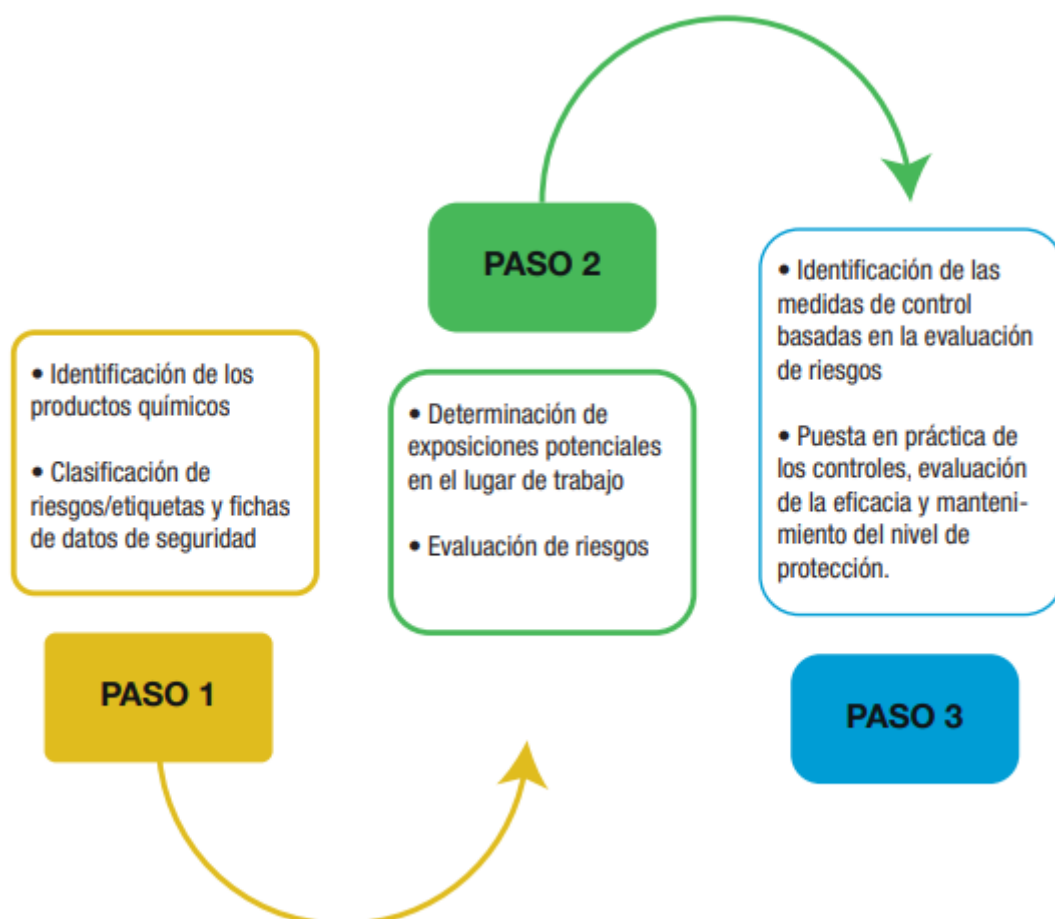 PASO 1
• Identificación de los
productos químicos
• Clasificación de
riesgos/etiquetas y fichas
de datos de seguridad
PASO 2
• Determinación de
exposiciones potenciales
en el lugar de trabajo
• Evaluación de riesgos
PASO 3
• Identificación de las
medidas de control
basadas en la evaluación
de riesgos
• Puesta en práctica de
los controles, evaluación
de la eficacia y manteni-
miento del nivel de
protección.